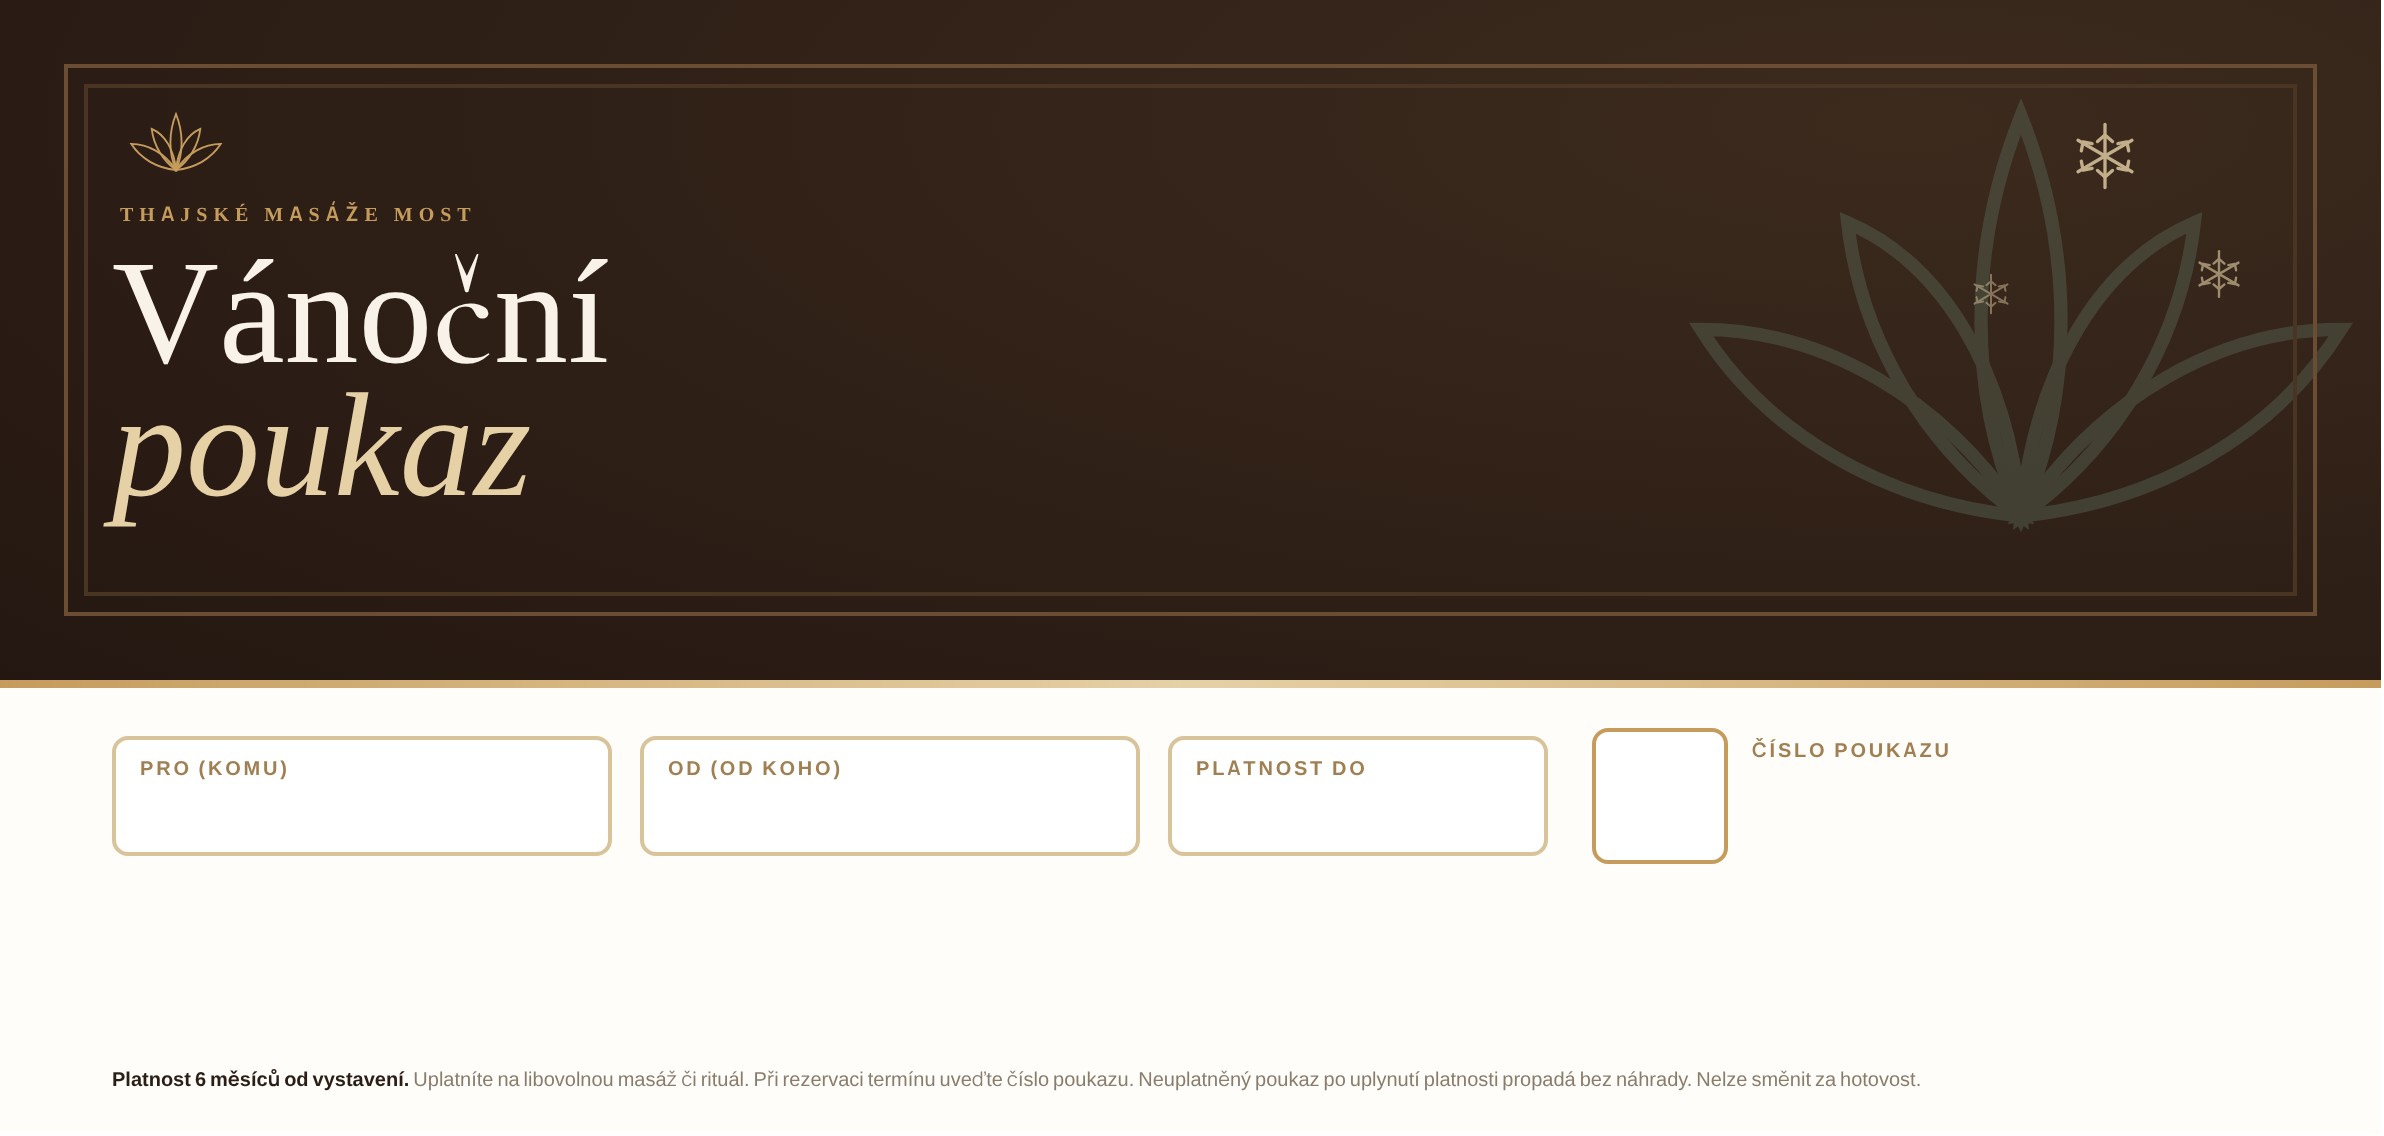 THAJSKÉ MASÁŽE MOST
Vánoční
poukaz
PRO (KOMU)
OD (OD KOHO)
PLATNOST DO
ČÍSLO POUKAZU
Platnost 6 měsíců od vystavení. Uplatníte na libovolnou masáž či rituál. Při rezervaci termínu uveďte číslo poukazu. Neuplatněný poukaz po uplynutí platnosti propadá bez náhrady. Nelze směnit za hotovost.